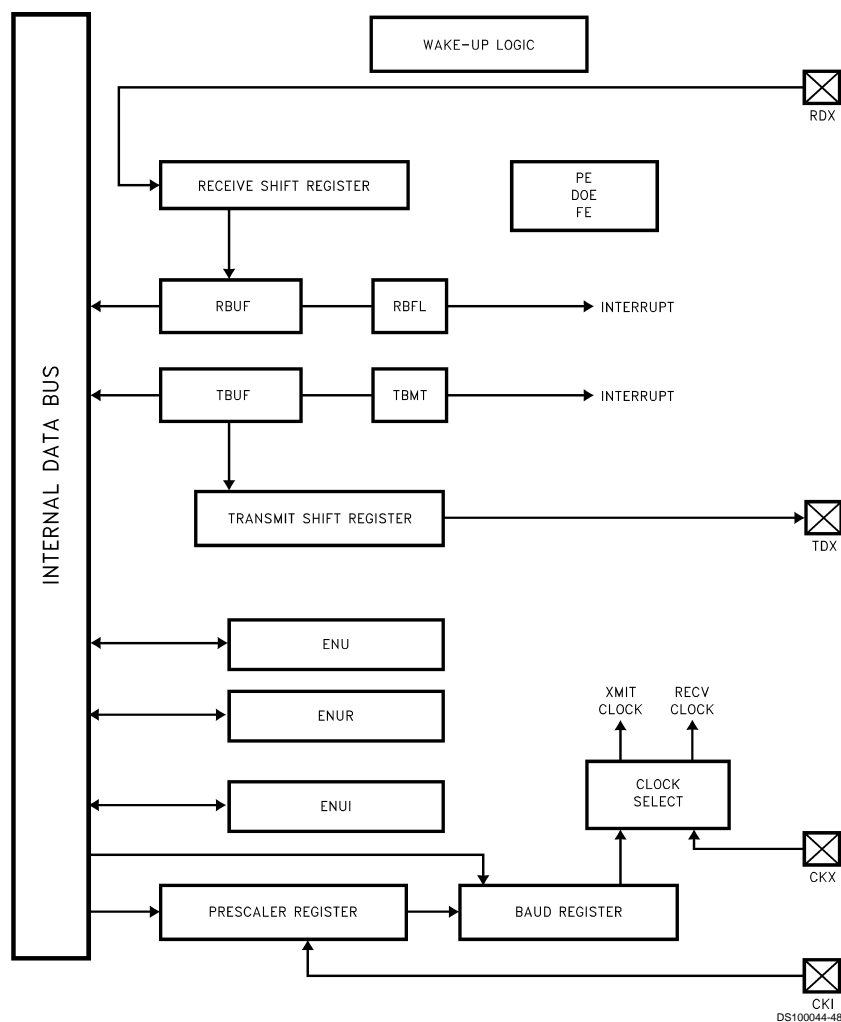 WAKE-UP LOGIC
RDX
RECEIVE SHIFT REGISTER
PE
DOE
FE
RBUF
RBFL
INTERRUPT
INTERNAL DATA BUS
TBUF
TBMT
INTERRUPT
TRANSMIT SHIFT REGISTER
TDX
ENU
XMIT
CLOCK
RECV
CLOCK
ENUR
CLOCK
SELECT
ENUI
CKX
PRESCALER REGISTER
BAUD REGISTER
CKI
DS100044-48